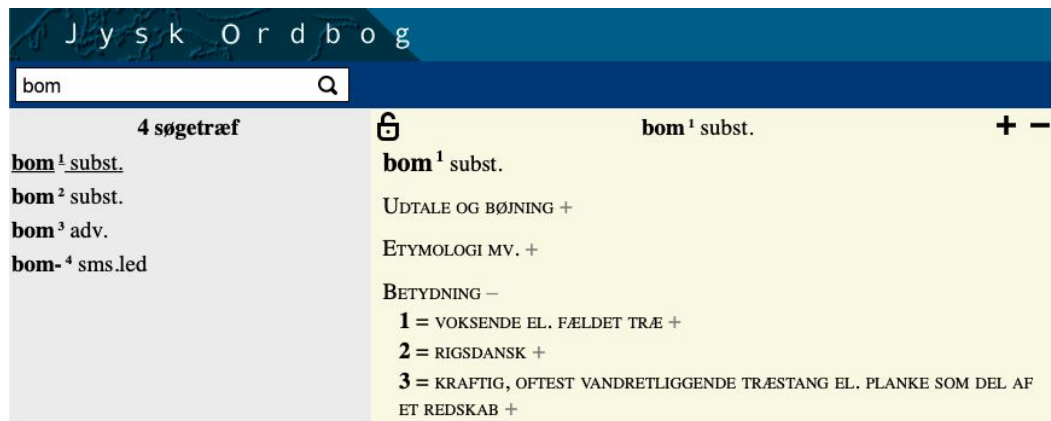 Jysk Ordbog
bom
4 søgetræf
bom ¹ subst.
bom ² subst.
bom ³ adv.
bom- ⁴ sms.led
bom ¹ subst.
+ −
bom ¹ subst.
UDTALE OG BØJNING +
ETYMOLOGI MV. +
BETYDNING −
1 = VOKSENDE EL. FÆLDET TRÆ +
2 = RIGSDANSK +
3 = KRAFTIG, OFTEST VANDRETLIGGENDE TRÆSTANG EL. PLANKE SOM DEL AF
ET REDSKAB +